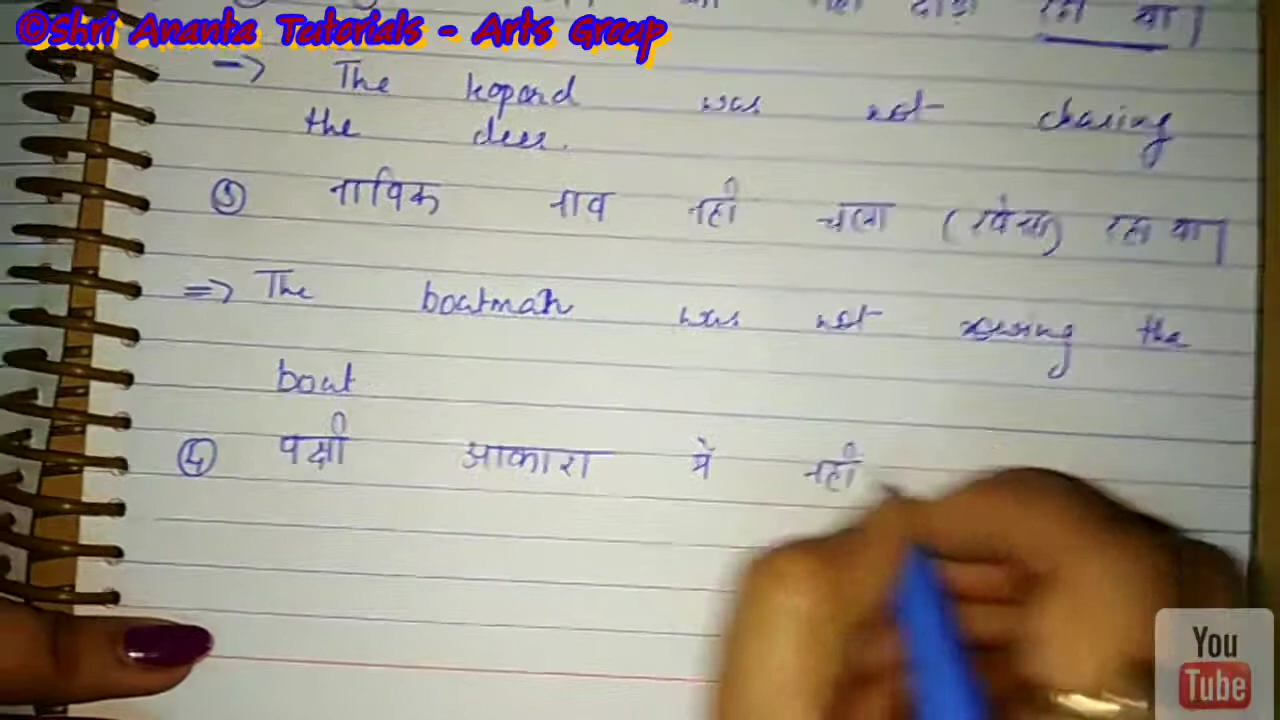 ©Shri Ananta Tutorials - Arts Group
रहा था।
=> The leopard was not chasing
the deer.
③ नाविक नाव नहीं चला (खेया) रहा था।
=> The boatman was not rowing the
boat
④ पक्षी आकाश में नहीं
You
Tube